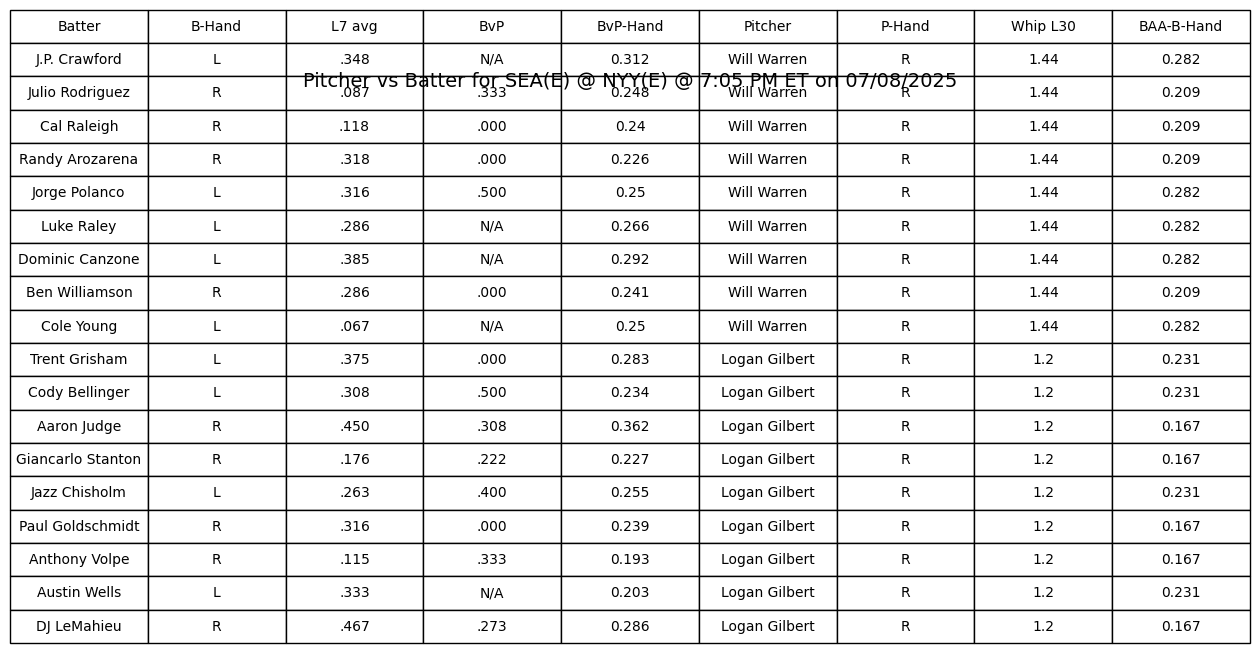 Batter B-Hand L7 avg BvP BvP-Hand Pitcher P-Hand Whip L30 BAA-B-Hand
J.P. Crawford L .348 N/A 0.312 Will Warren R 1.44 0.282
Pitcher vs Batter for SEA(E) @ NYY(E) @ 7:05 PM ET on 07/08/2025
Julio Rodriguez R .087 .333 0.248 Will Warren R 1.44 0.209
Cal Raleigh R .118 .000 0.24 Will Warren R 1.44 0.209
Randy Arozarena R .318 .000 0.226 Will Warren R 1.44 0.209
Jorge Polanco L .316 .500 0.25 Will Warren R 1.44 0.282
Luke Raley L .286 N/A 0.266 Will Warren R 1.44 0.282
Dominic Canzone L .385 N/A 0.292 Will Warren R 1.44 0.282
Ben Williamson R .286 .000 0.241 Will Warren R 1.44 0.209
Cole Young L .067 N/A 0.25 Will Warren R 1.44 0.282
Trent Grisham L .375 .000 0.283 Logan Gilbert R 1.2 0.231
Cody Bellinger L .308 .500 0.234 Logan Gilbert R 1.2 0.231
Aaron Judge R .450 .308 0.362 Logan Gilbert R 1.2 0.167
Giancarlo Stanton R .176 .222 0.227 Logan Gilbert R 1.2 0.167
Jazz Chisholm L .263 .400 0.255 Logan Gilbert R 1.2 0.231
Paul Goldschmidt R .316 .000 0.239 Logan Gilbert R 1.2 0.167
Anthony Volpe R .115 .333 0.193 Logan Gilbert R 1.2 0.167
Austin Wells L .333 N/A 0.203 Logan Gilbert R 1.2 0.231
DJ LeMahieu R .467 .273 0.286 Logan Gilbert R 1.2 0.167